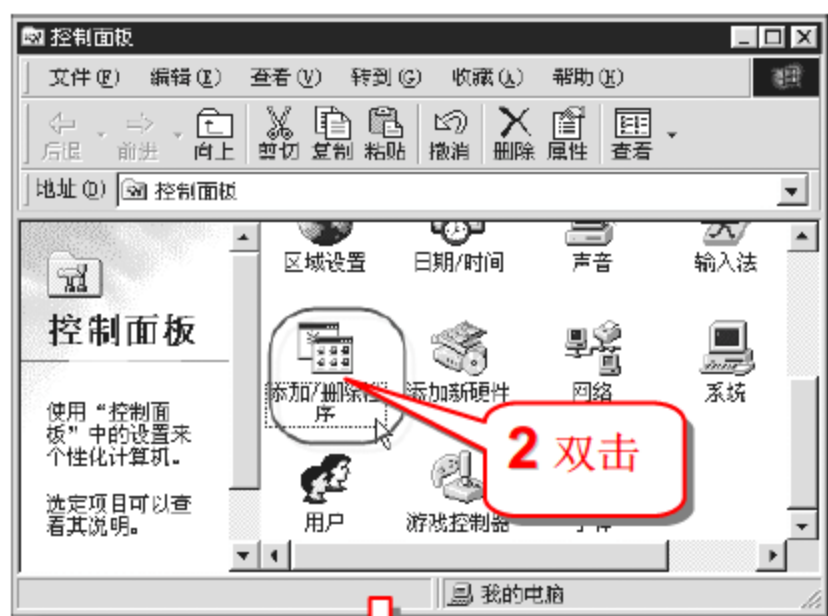 控制面板
文件(F) 编辑(E) 查看(V) 转到(G) 收藏(A) 帮助(H)
后退 前进 向上 剪切 复制 粘贴 撤消 删除 属性 查看
地址(D) 控制面板
区域设置 日期/时间 声音 输入法
控制面板
添加/删除程
序
添加新硬件 网络 系统
使用“控制面
板”中的设置来
个性化计算机。
2 双击
选定项目可以查
看其说明。
用户 游戏控制器
我的电脑